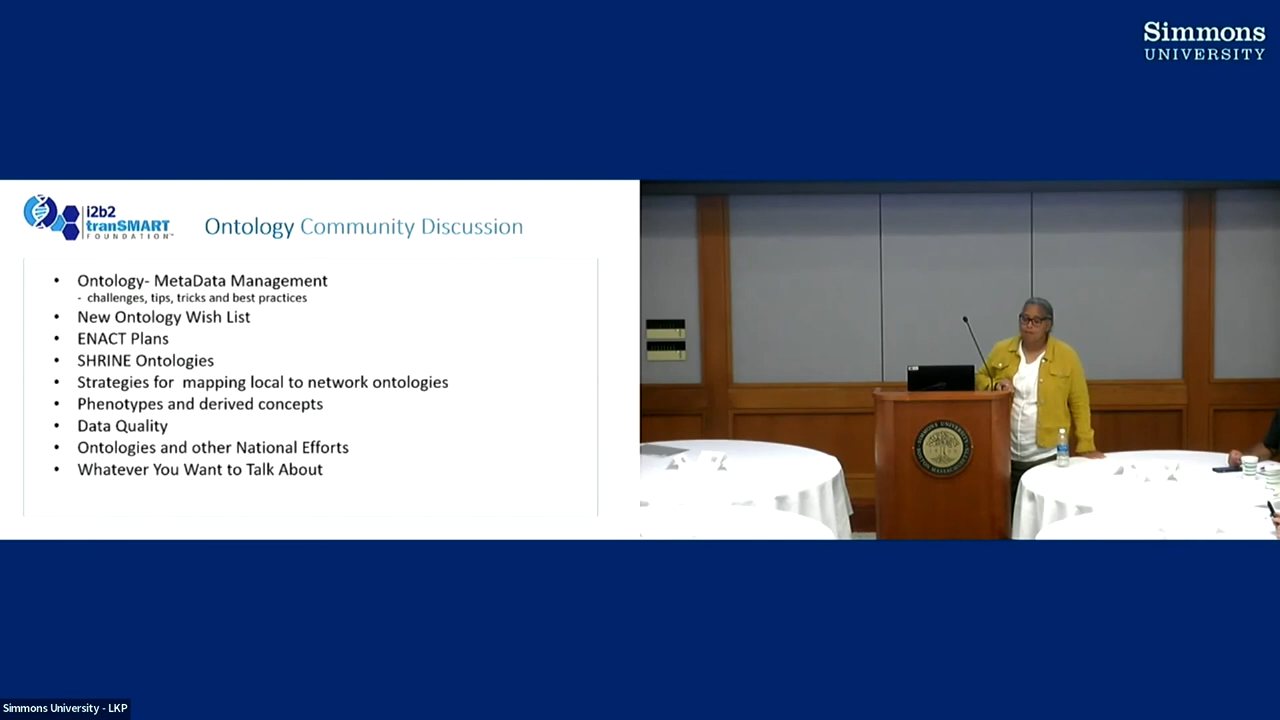 Simmons
UNIVERSITY
i2b2
tranSMART
FOUNDATION
Ontology Community Discussion
• Ontology- MetaData Management
- challenges, tips, tricks and best practices
• New Ontology Wish List
• ENACT Plans
• SHRINE Ontologies
• Strategies for mapping local to network ontologies
• Phenotypes and derived concepts
• Data Quality
• Ontologies and other National Efforts
• Whatever You Want to Talk About
SIMMONS UNIVERSITY
Simmons University - LKP